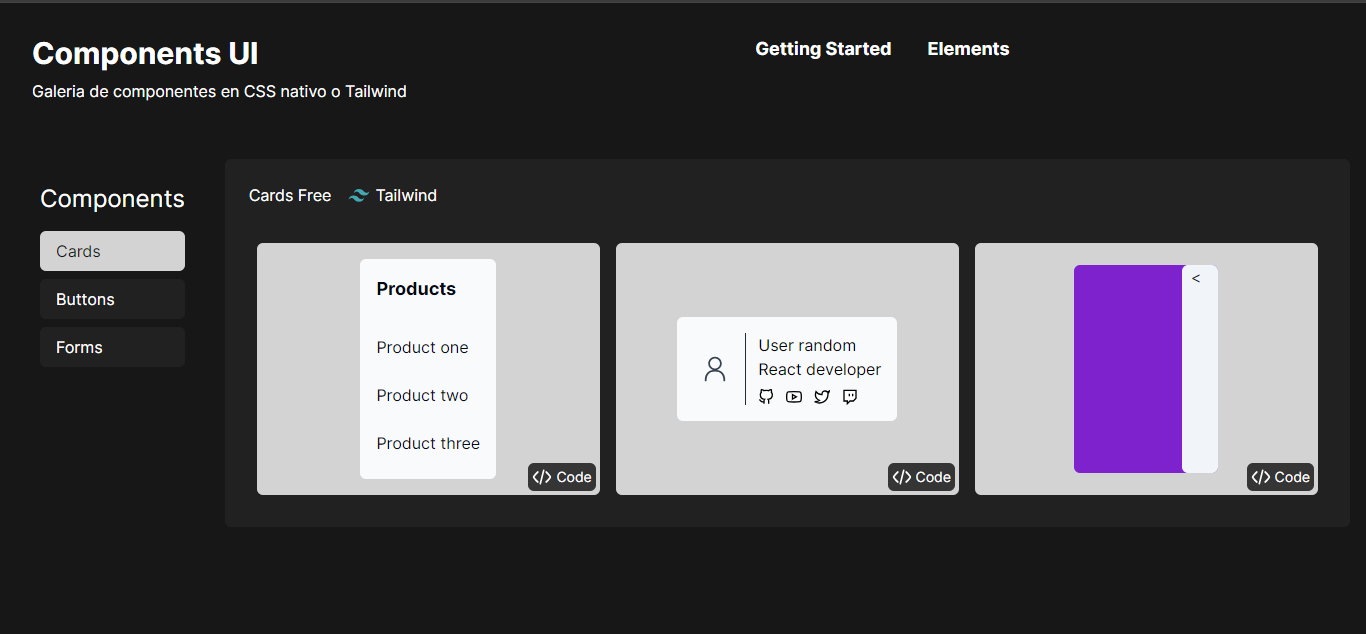 Components UI
Getting Started
Elements
Galeria de componentes en CSS nativo o Tailwind
Components
Cards
Buttons
Forms
Cards Free
Tailwind
Products
Product one
Product two
Product three
</> Code
User random
React developer
</> Code
<
</> Code